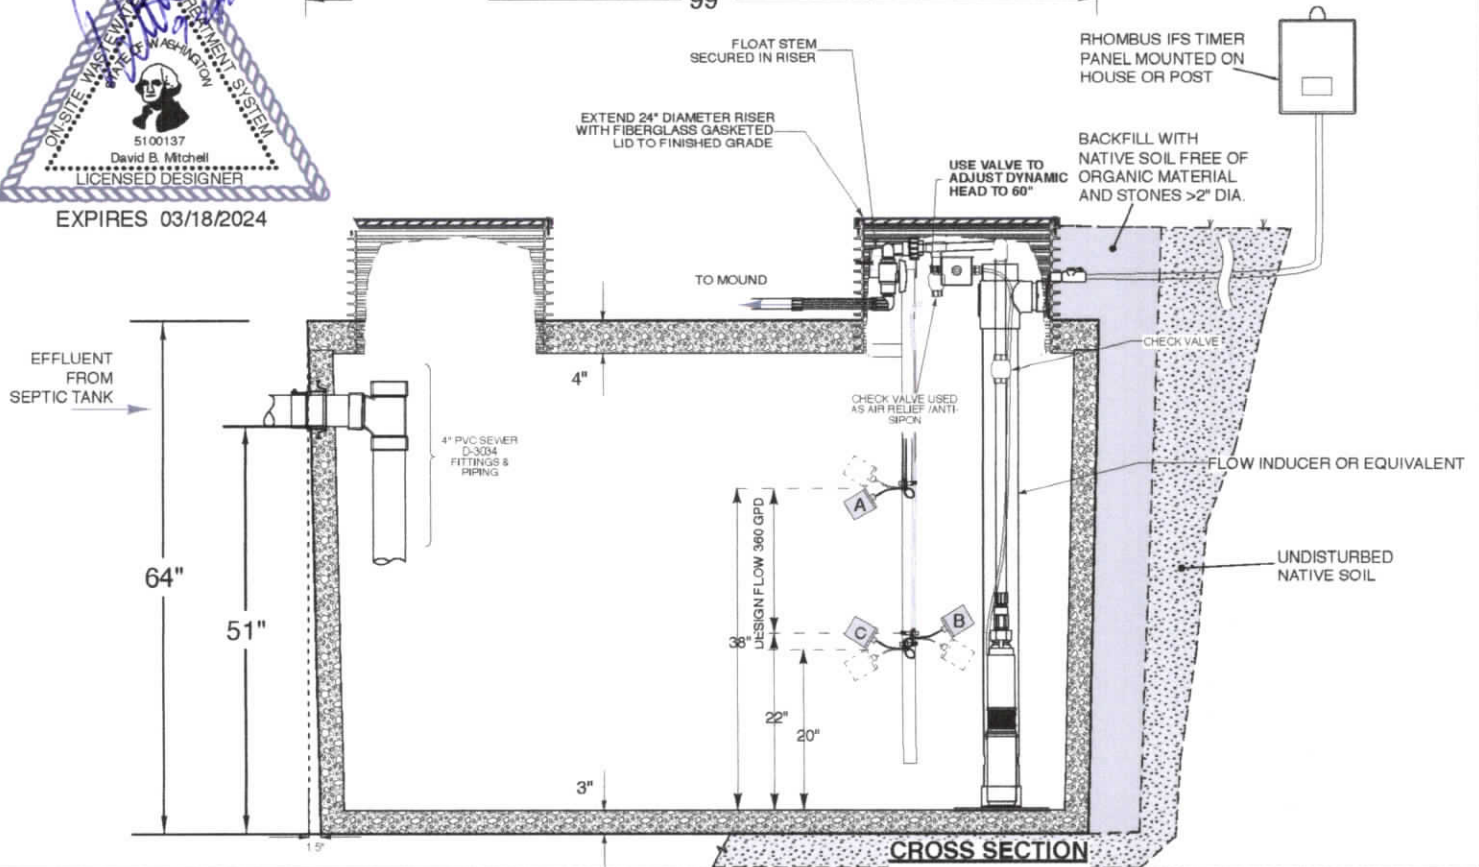 99"
ON-SITE WASTEWATER TREATMENT SYSTEM
STATE OF WASHINGTON
5100137
David B. Mitchell
LICENSED DESIGNER
EXPIRES 03/18/2024
FLOAT STEM
SECURED IN RISER
EXTEND 24" DIAMETER RISER
WITH FIBERGLASS GASKETED
LID TO FINISHED GRADE
USE VALVE TO
ADJUST DYNAMIC
HEAD TO 60"
RHOMBUS IFS TIMER
PANEL MOUNTED ON
HOUSE OR POST
BACKFILL WITH
NATIVE SOIL FREE OF
ORGANIC MATERIAL
AND STONES >2" DIA.
TO MOUND
EFFLUENT
FROM
SEPTIC TANK
4"
CHECK VALVE
CHECK VALVE USED
AS AIR RELIEF /ANTI-
SIPON
4" PVC SEWER
D-3034
FITTINGS &
PIPING
FLOW INDUCER OR EQUIVALENT
A
DESIGN FLOW 360 GPD
UNDISTURBED
NATIVE SOIL
64"
51"
38"
C
B
22"
20"
3"
1.5"
CROSS SECTION